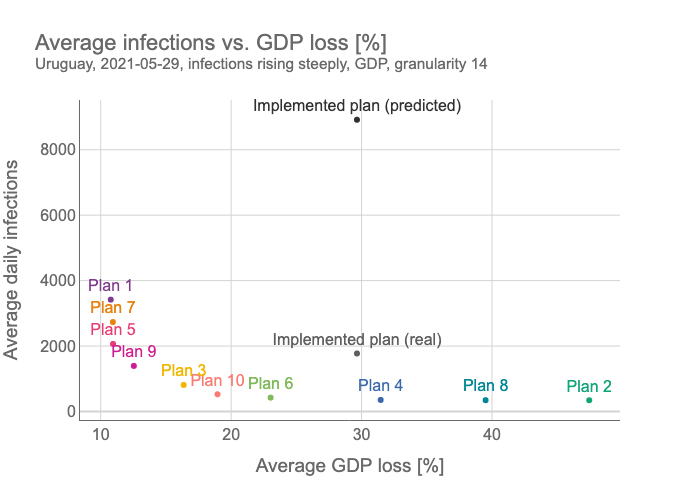 Average infections vs. GDP loss [%]
Uruguay, 2021-05-29, infections rising steeply, GDP, granularity 14
Implemented plan (predicted)
8000
6000
4000
Plan 1
Plan 7
Plan 5
Implemented plan (real)
2000
Plan 9
Plan 3
Plan 10
Plan 6
Plan 4
Plan 8
Plan 2
0
10
20
30
40
Average GDP loss [%]
Average daily infections